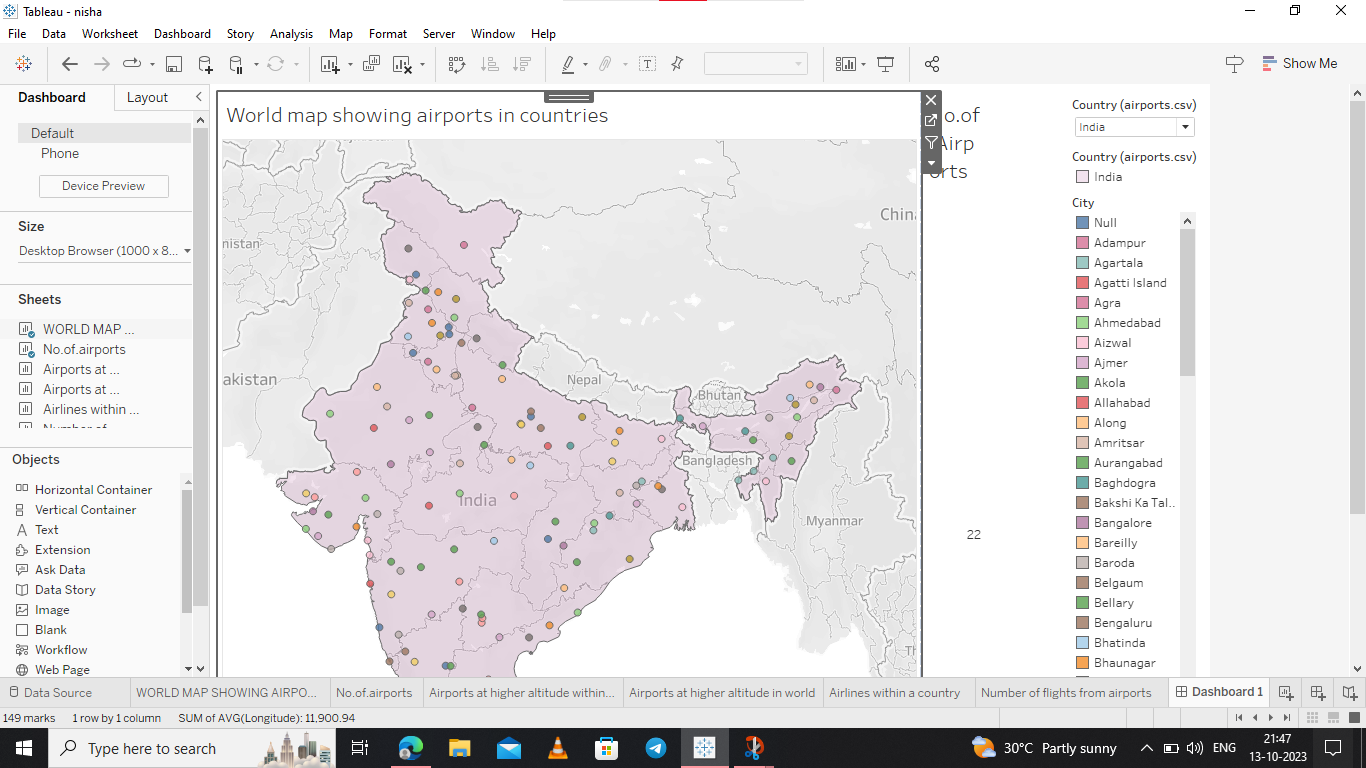 Tableau - nisha
File Data Worksheet Dashboard Story Analysis Map Format Server Window Help
Show Me
Dashboard Layout
Default
Phone
Device Preview
Size
Desktop Browser (1000 x 8...
Sheets
WORLD MAP ...
No.of.airports
Airports at ...
Airports at ...
Airlines within ...
Number of
Objects
Horizontal Container
Vertical Container
Text
Extension
Ask Data
Data Story
Image
Blank
Workflow
Web Page
World map showing airports in countries
nistan
akistan
India
Nepal
Bhutan
Bangladesh
Myanmar
China
Th
o.of
Airp
orts
22
Country (airports.csv)
India
Country (airports.csv)
India
City
Null
Adampur
Agartala
Agatti Island
Agra
Ahmedabad
Aizwal
Ajmer
Akola
Allahabad
Along
Amritsar
Aurangabad
Baghdogra
Bakshi Ka Tal..
Bangalore
Bareilly
Baroda
Belgaum
Bellary
Bengaluru
Bhatinda
Bhaunagar
Data Source WORLD MAP SHOWING AIRPO... No.of.airports Airports at higher altitude within... Airports at higher altitude in world Airlines within a country Number of flights from airports Dashboard 1
149 marks 1 row by 1 column SUM of AVG(Longitude): 11,900.94
Type here to search
30°C Partly sunny
ENG
21:47
13-10-2023